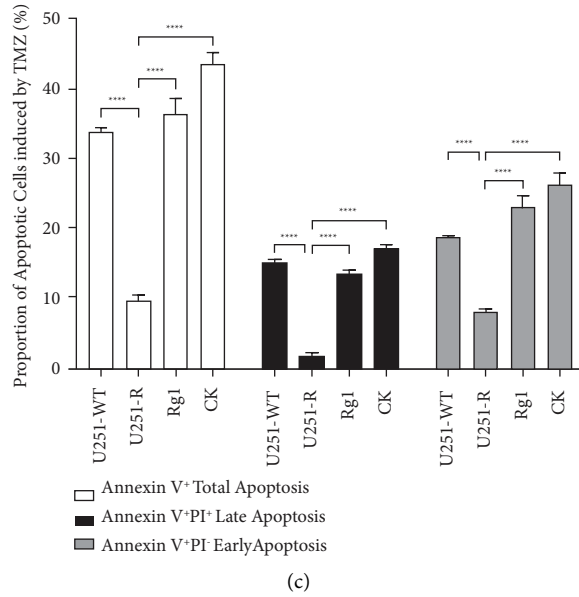 Proportion of Apoptotic Cells induced by TMZ (%)
50
40
30
20
10
0
****
****
****
****
****
****
****
****
****
U251-WT
U251-R
Rg1
CK
U251-WT
U251-R
Rg1
CK
U251-WT
U251-R
Rg1
CK
Annexin V⁺ Total Apoptosis
Annexin V⁺PI⁺ Late Apoptosis
Annexin V⁺PI⁻ EarlyApoptosis
(c)